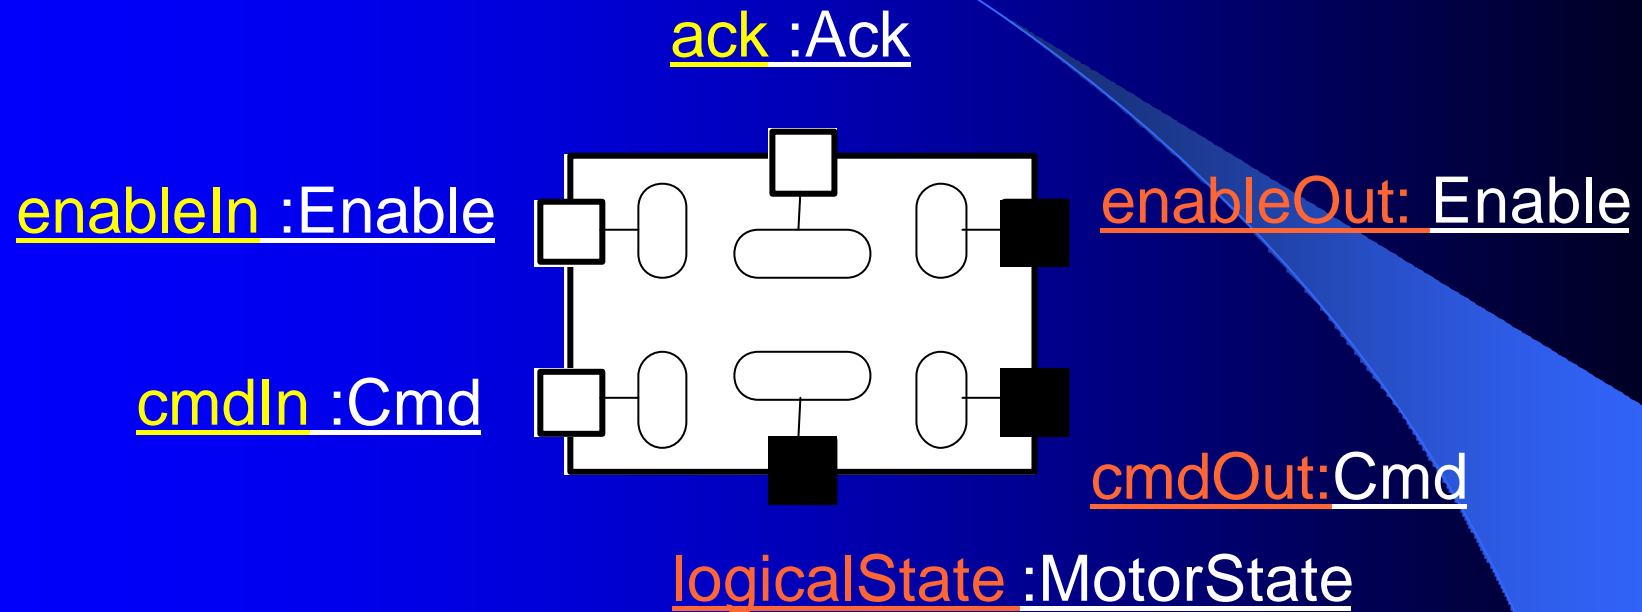 ack :Ack
enableIn :Enable
enableOut: Enable
cmdIn :Cmd
cmdOut:Cmd
logicalState :MotorState